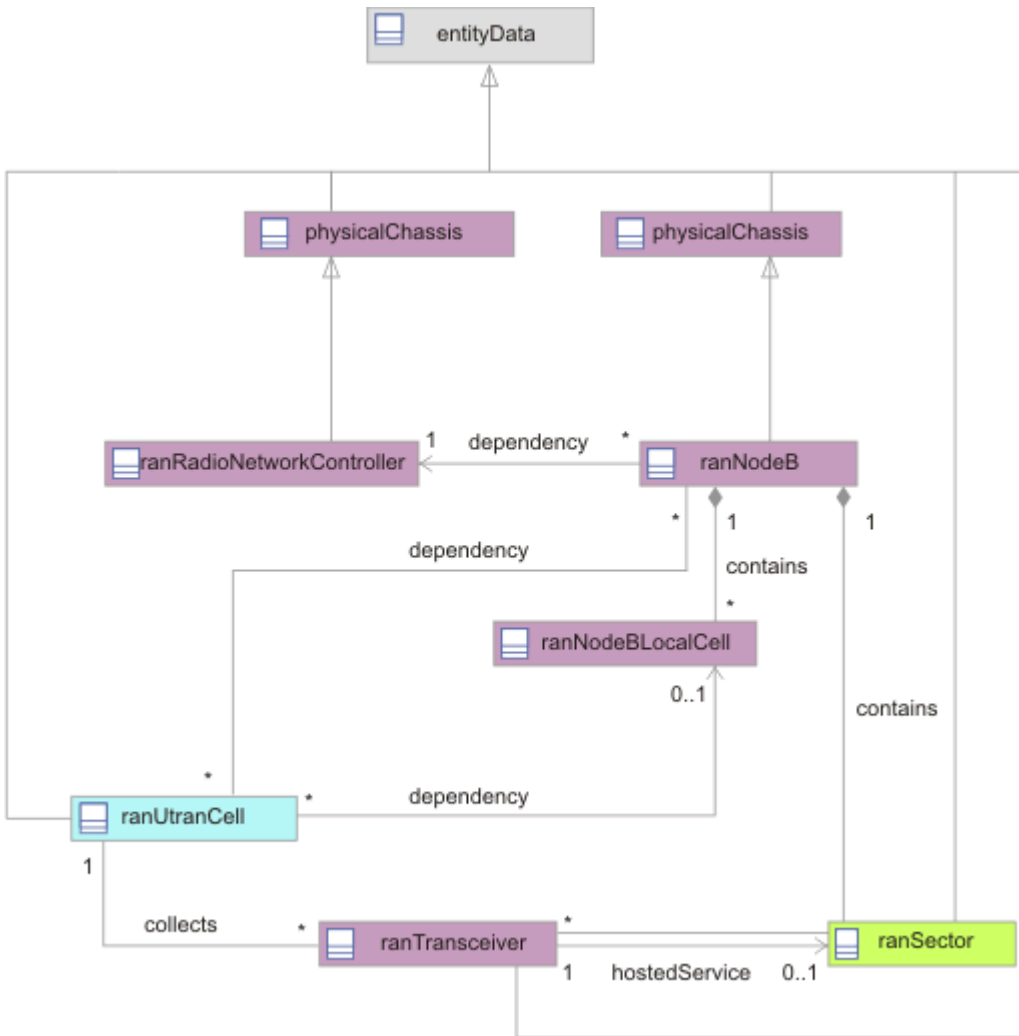 entityData
physicalChassis
physicalChassis
ranRadioNetworkController
1
dependency
*
ranNodeB
*
1
1
dependency
contains
*
ranNodeBLocalCell
0..1
contains
*
*
dependency
ranUtranCell
1
collects
*
ranTransceiver
*
1
hostedService
0..1
ranSector